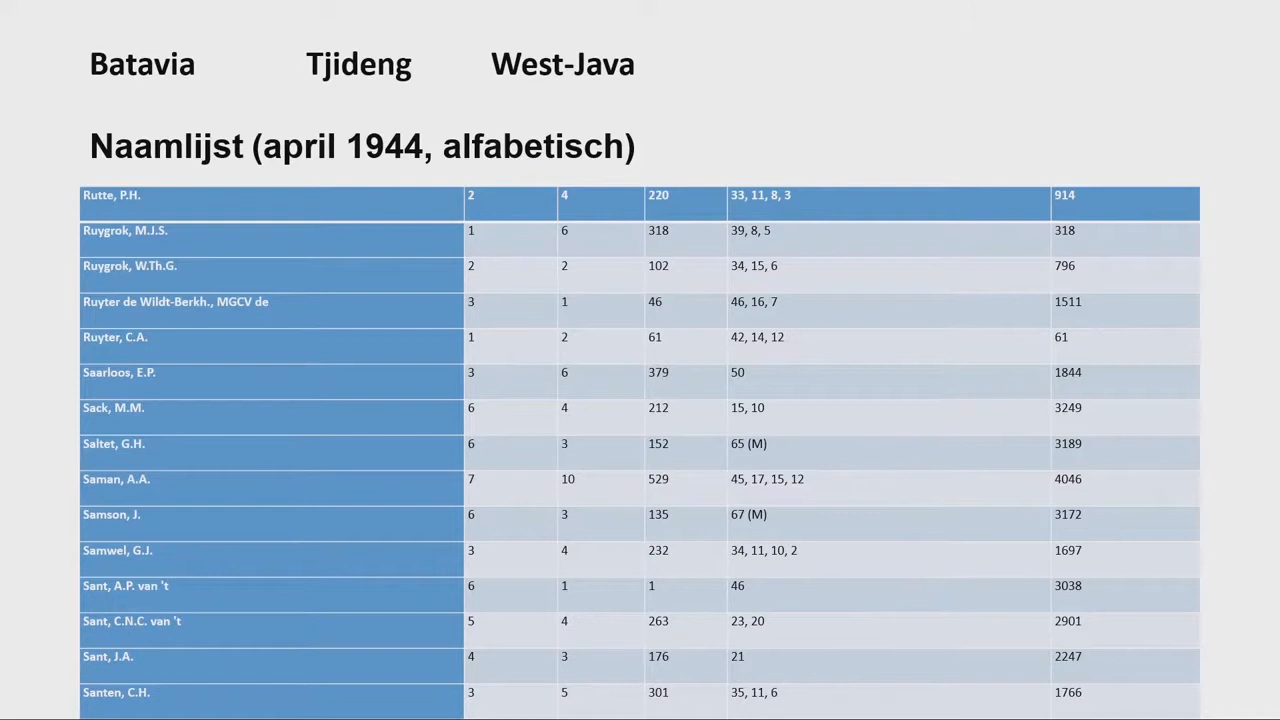 Batavia Tjideng West-Java
Naamlijst (april 1944, alfabetisch)
Rutte, P.H. 2 4 220 33, 11, 8, 3 914
Ruygrok, M.J.S. 1 6 318 39, 8, 5 318
Ruygrok, W.Th.G. 2 2 102 34, 15, 6 796
Ruyter de Wildt-Berkh., MGCV de 3 1 46 46, 16, 7 1511
Ruyter, C.A. 1 2 61 42, 14, 12 61
Saarloos, E.P. 3 6 379 50 1844
Sack, M.M. 6 4 212 15, 10 3249
Saltet, G.H. 6 3 152 65 (M) 3189
Saman, A.A. 7 10 529 45, 17, 15, 12 4046
Samson, J. 6 3 135 67 (M) 3172
Samwel, G.J. 3 4 232 34, 11, 10, 2 1697
Sant, A.P. van 't 6 1 1 46 3038
Sant, C.N.C. van 't 5 4 263 23, 20 2901
Sant, J.A. 4 3 176 21 2247
Santen, C.H. 3 5 301 35, 11, 6 1766